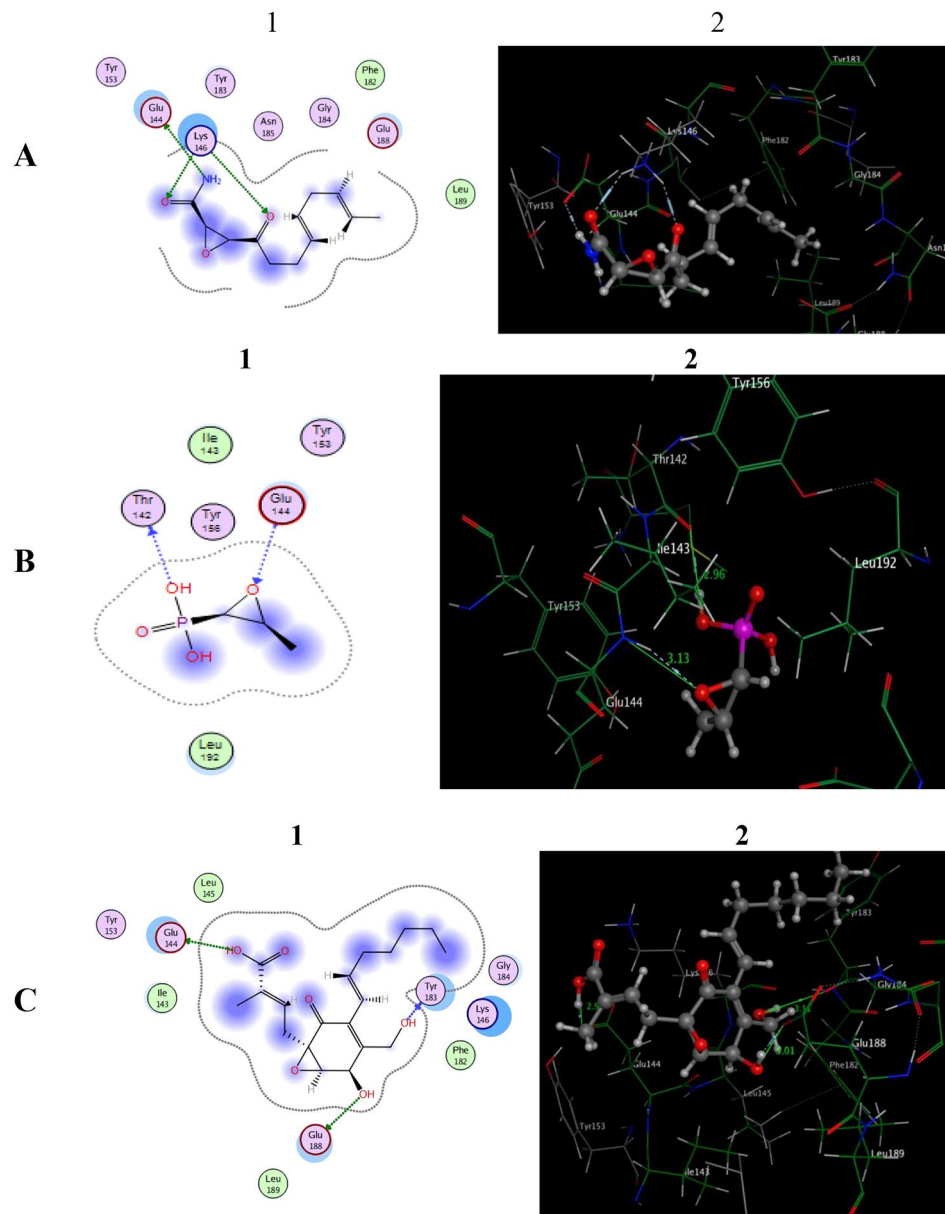 1
2
A
Tyr
153
Glu
144
Lys
146
Tyr
183
Asn
185
Gly
184
Phe
182
Glu
188
Leu
189
NH2
O
O
O
H
H
H
H
Tyr183
Lys146
Phe182
Gly184
Tyr153
Glu144
Leu189
Glu188
1
2
B
Ile
143
Tyr
153
Thr
142
Tyr
156
Glu
144
OH
O
O
P
OH
Leu
192
Tyr156
Thr142
Ile143
2.96
Leu192
Tyr153
3.13
Glu144
1
2
C
Leu
145
Tyr
153
Glu
144
Ile
143
HO
O
H
H
O
OH
O
H
OH
Tyr
183
Gly
184
Lys
146
Phe
182
Glu
188
Leu
189
Tyr183
Gly184
Glu188
Glu144
Phe182
Leu145
Tyr153
Ile143
Leu189